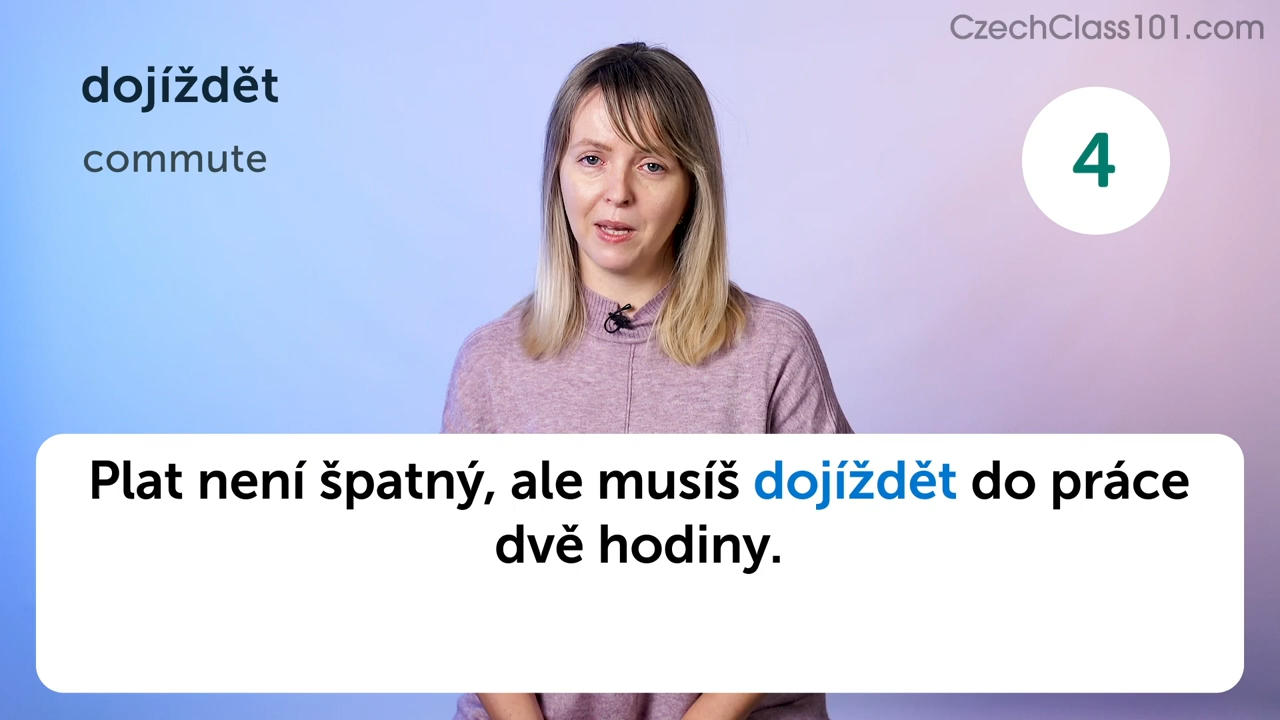 CzechClass101.com
dojíždět
commute
4
Plat není špatný, ale musíš dojíždět do práce
dvě hodiny.